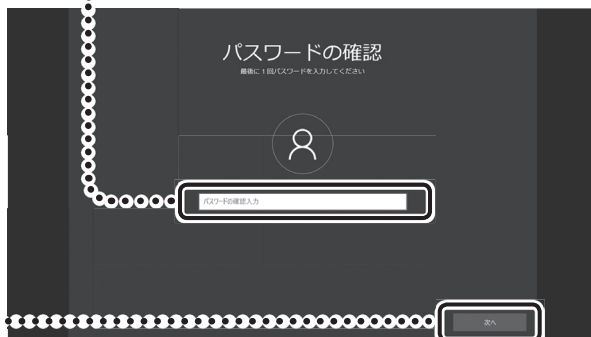 パスワードの確認
最後に 1 回パスワードを入力してください
パスワードの確認入力
次へ